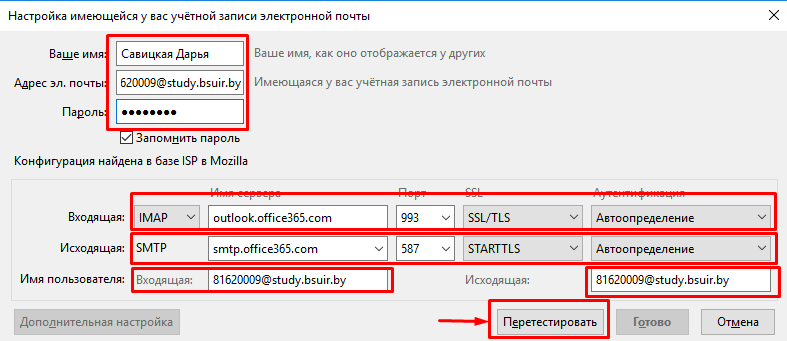 Настройка имеющейся у вас учётной записи электронной почты
Ваше имя: Савицкая Дарья Ваше имя, как оно отображается у других
Адрес эл. почты: 620009@study.bsuir.by Имеющаяся у вас учётная запись электронной почты
Пароль: ●●●●●●●●
Запомнить пароль
Конфигурация найдена в базе ISP в Mozilla
Имя сервера Порт SSL Аутентификация
Входящая: IMAP outlook.office365.com 993 SSL/TLS Автоопределение
Исходящая: SMTP smtp.office365.com 587 STARTTLS Автоопределение
Имя пользователя: Входящая: 81620009@study.bsuir.by Исходящая: 81620009@study.bsuir.by
Дополнительная настройка Перетестировать Готово Отмена